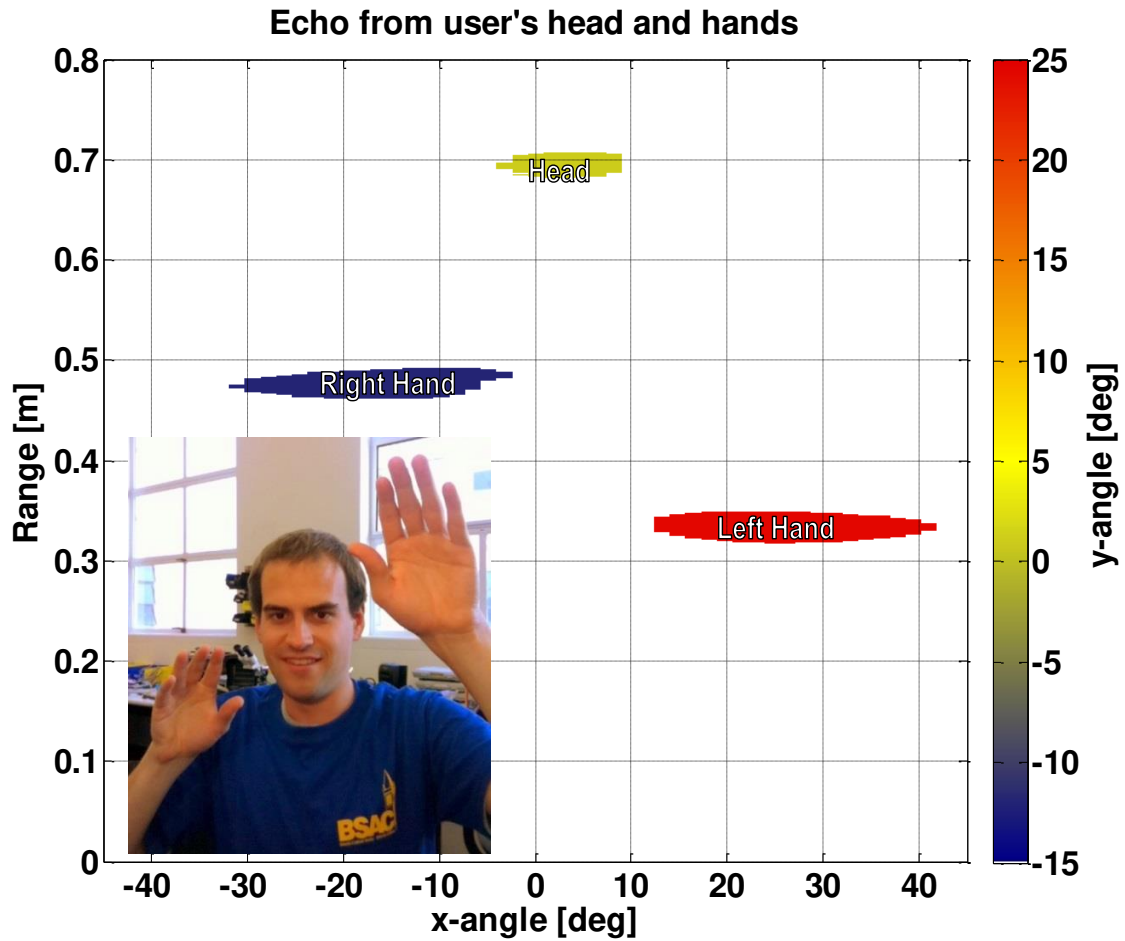 Echo from user's head and hands
0.8
0.7
0.6
0.5
0.4
0.3
0.2
0.1
0
Range [m]
Head
Right Hand
Left Hand
BSAC
-40 -30 -20 -10 0 10 20 30 40
x-angle [deg]
25
20
15
10
5
0
-5
-10
-15
y-angle [deg]